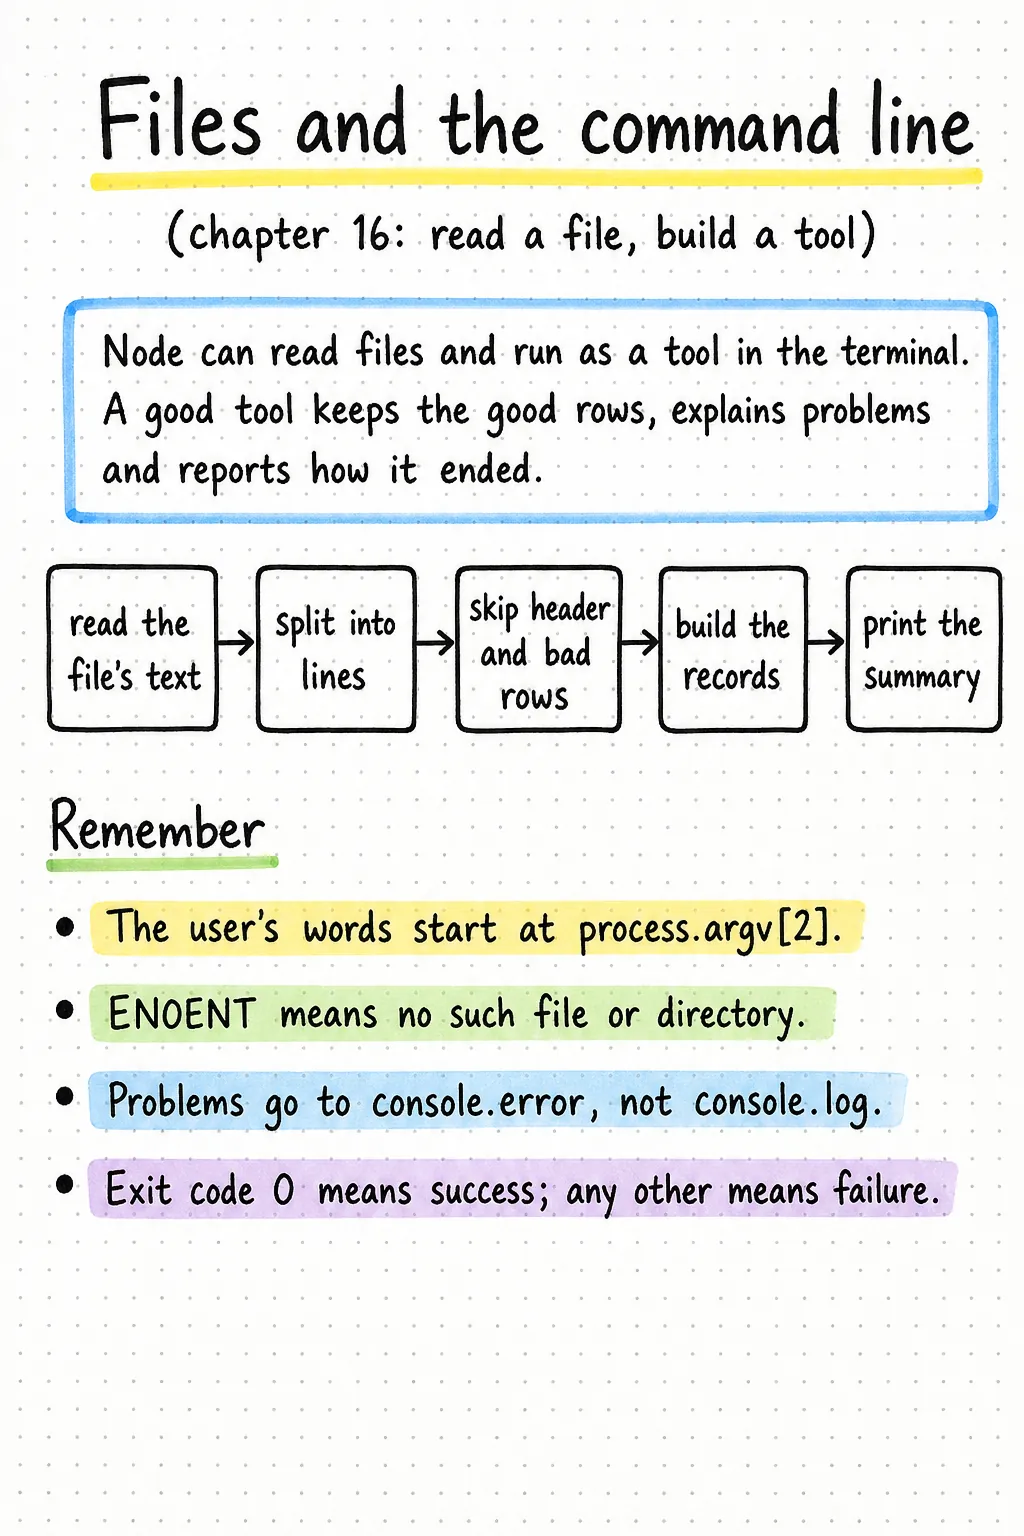 Files and the command line
(chapter 16: read a file, build a tool)
Node can read files and run as a tool in the terminal.
A good tool keeps the good rows, explains problems
and reports how it ended.
read the
file's text
split into
lines
skip header
and bad
rows
build the
records
print the
summary
Remember
• The user's words start at process.argv[2].
• ENOENT means no such file or directory.
• Problems go to console.error, not console.log.
• Exit code 0 means success; any other means failure.